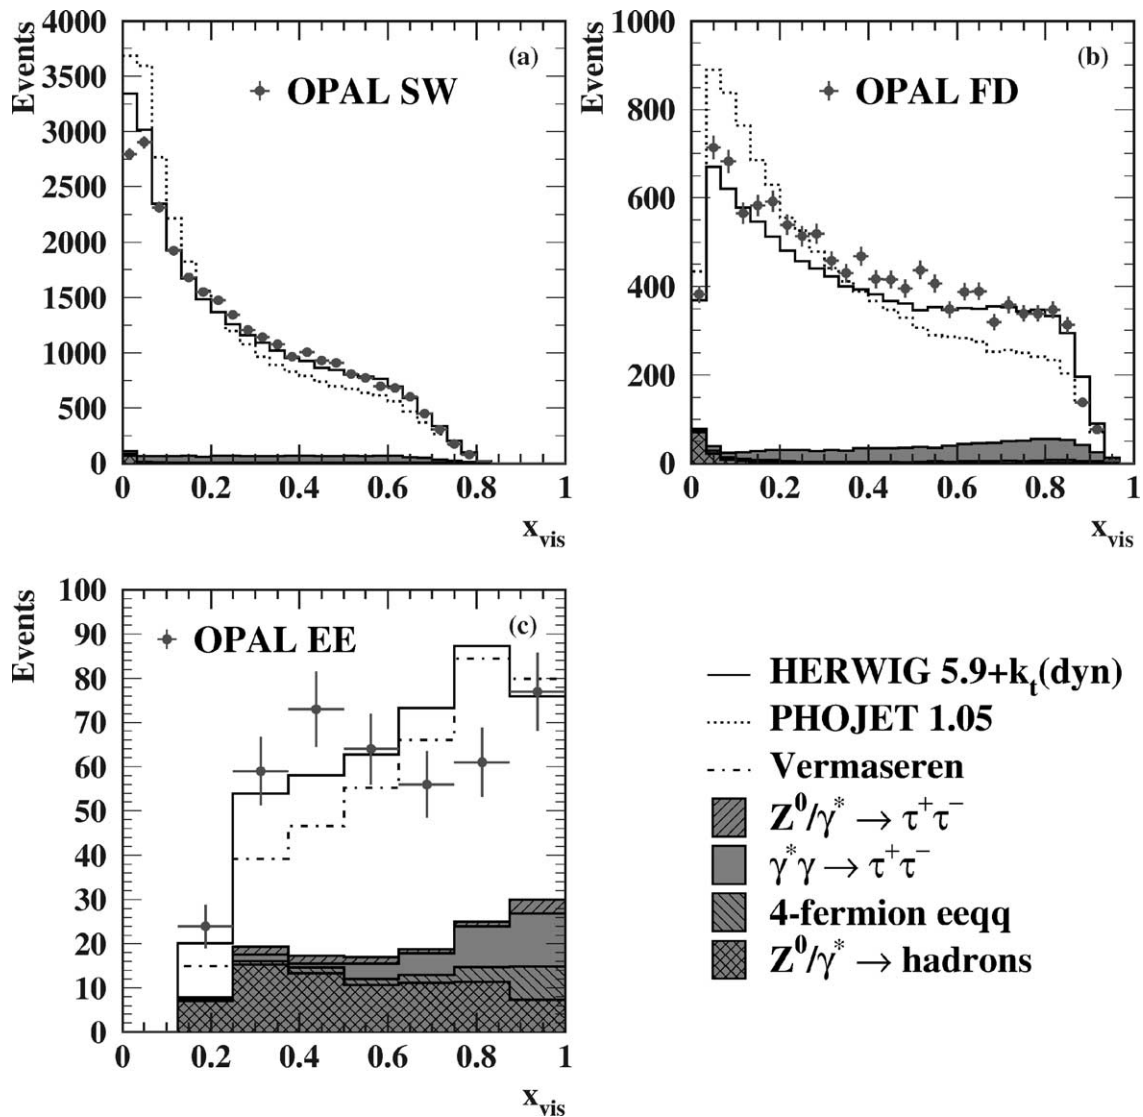 (a)
OPAL SW
Events
4000
3500
3000
2500
2000
1500
1000
500
0
0 0.2 0.4 0.6 0.8 1
x_vis
(b)
OPAL FD
Events
1000
800
600
400
200
0
0 0.2 0.4 0.6 0.8 1
x_vis
(c)
OPAL EE
Events
100
90
80
70
60
50
40
30
20
10
0
0 0.2 0.4 0.6 0.8 1
x_vis
HERWIG 5.9+k_t(dyn)
PHOJET 1.05
Vermaseren
Z⁰/γ* → τ⁺τ⁻
γ*γ → τ⁺τ⁻
4-fermion eeqq
Z⁰/γ* → hadrons